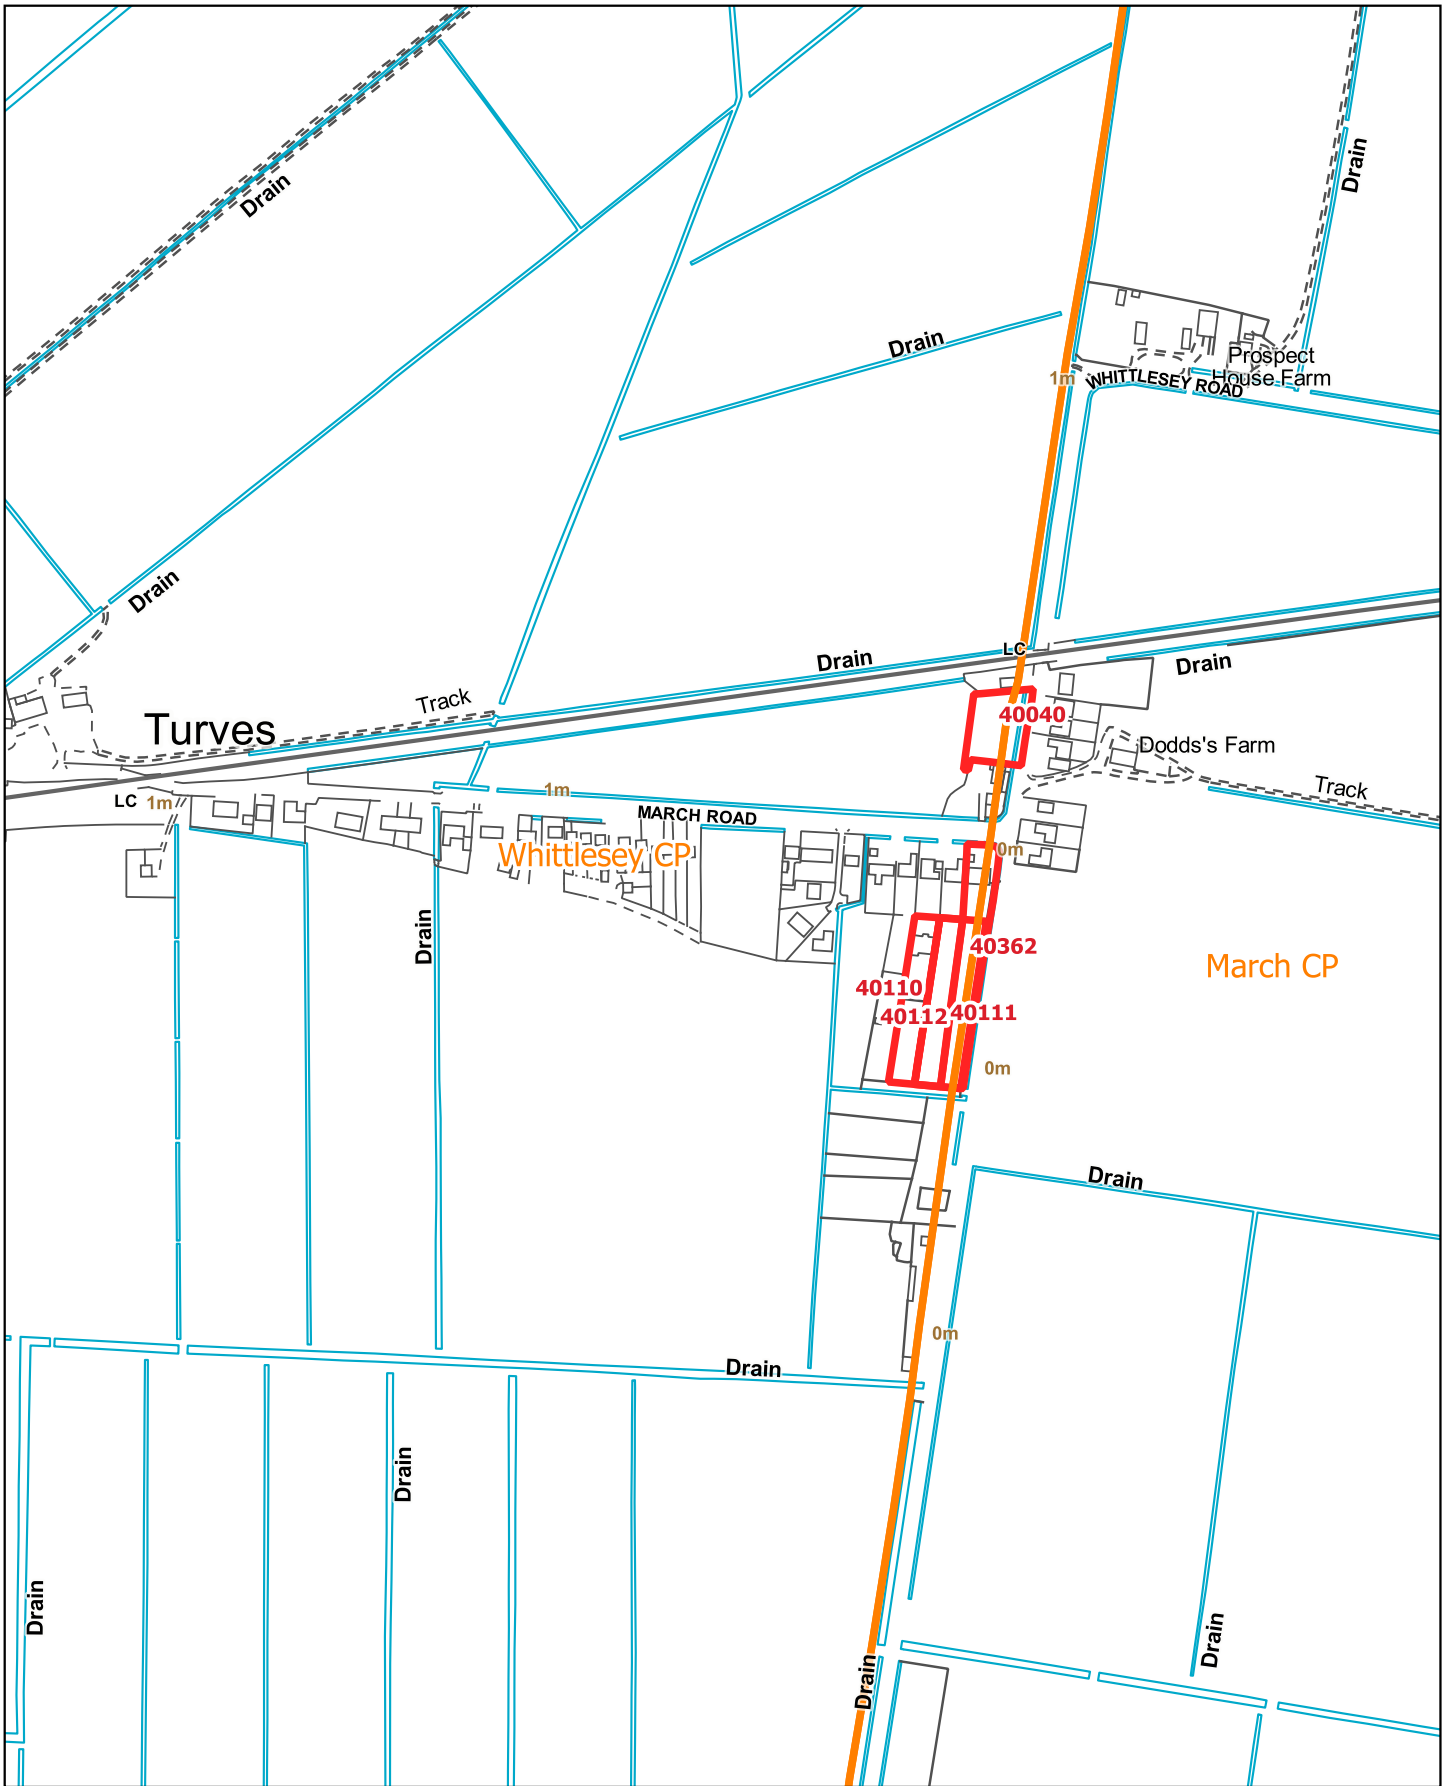 Drain
Drain
Drain
Prospect
House Farm
1m
WHITTLESEY ROAD
Drain
LC
Drain
Drain
Track
40040
Turves
Dodds's Farm
Track
LC
1m
1m
MARCH ROAD
Whittlesey CP
0m
Drain
40362
March CP
40110
40112
40111
0m
Drain
0m
Drain
Drain
Drain
Drain
Drain